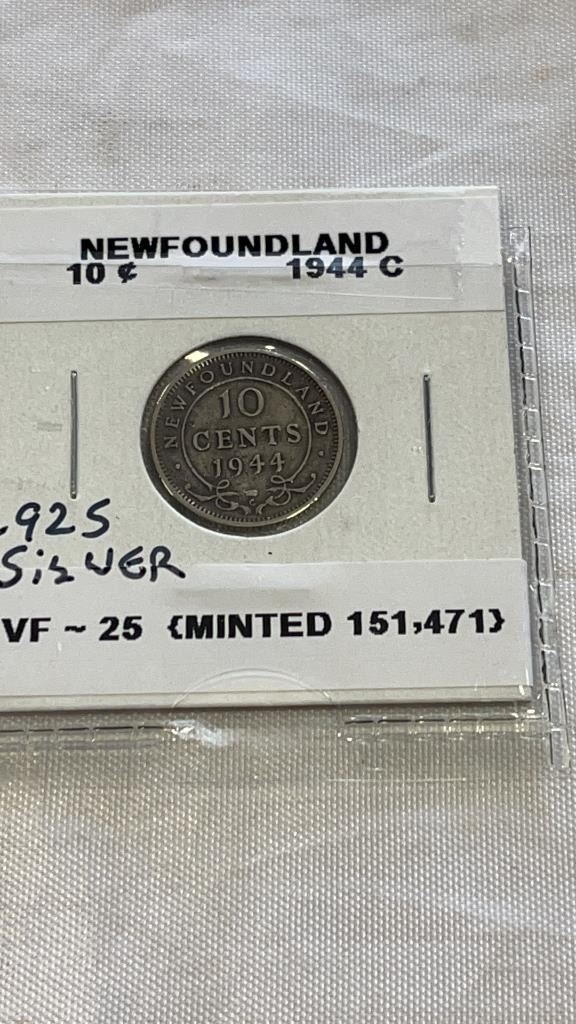 NEWFOUNDLAND
10 ¢ 1944 C
NEWFOUNDLAND
10
CENTS
1944
C
.925
SILVER
VF ~ 25 {MINTED 151,471}